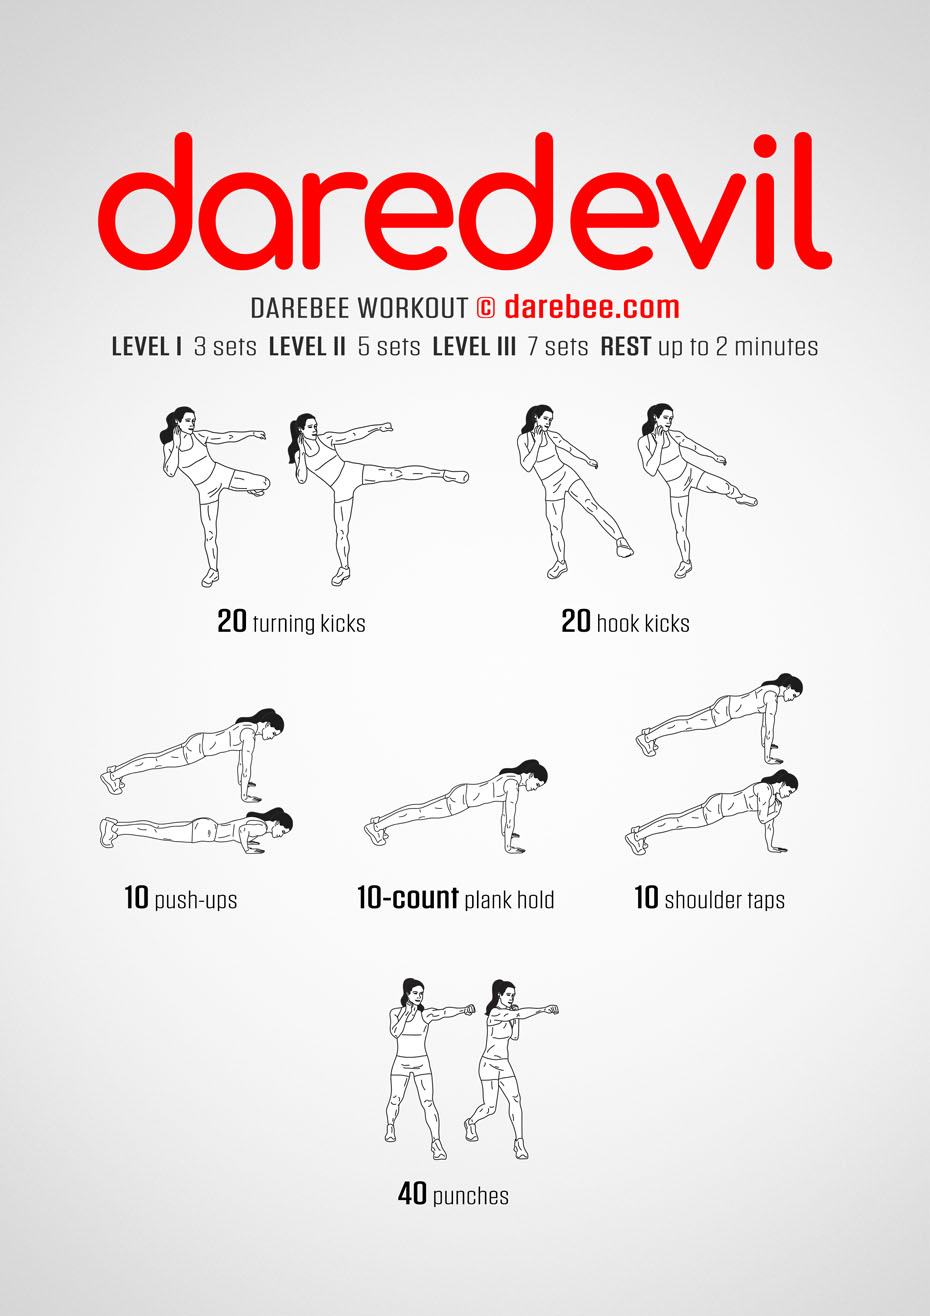 daredevil
DAREBEE WORKOUT © darebee.com
LEVEL I 3 sets LEVEL II 5 sets LEVEL III 7 sets REST up to 2 minutes
20 turning kicks
20 hook kicks
10 push-ups
10-count plank hold
10 shoulder taps
40 punches